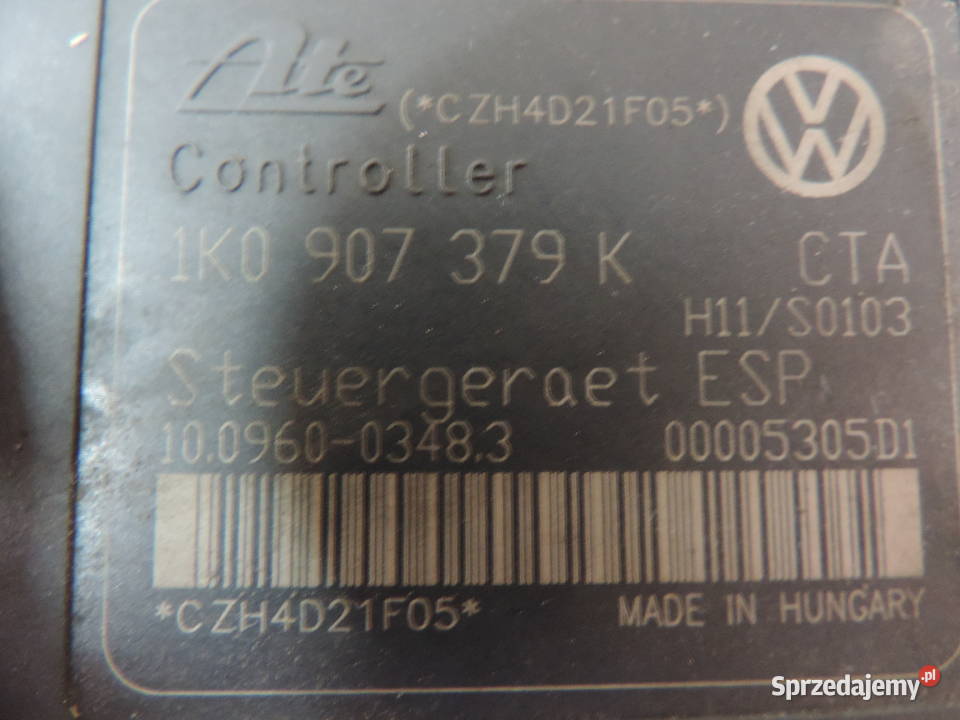 Ate
(*CZH4D21F05*)
Controller
1K0 907 379 K CTA
H11/S0103
Steuergeraet ESP
10.0960-0348.3 00005305D1
*CZH4D21F05* MADE IN HUNGARY
Sprzedajemy.pl